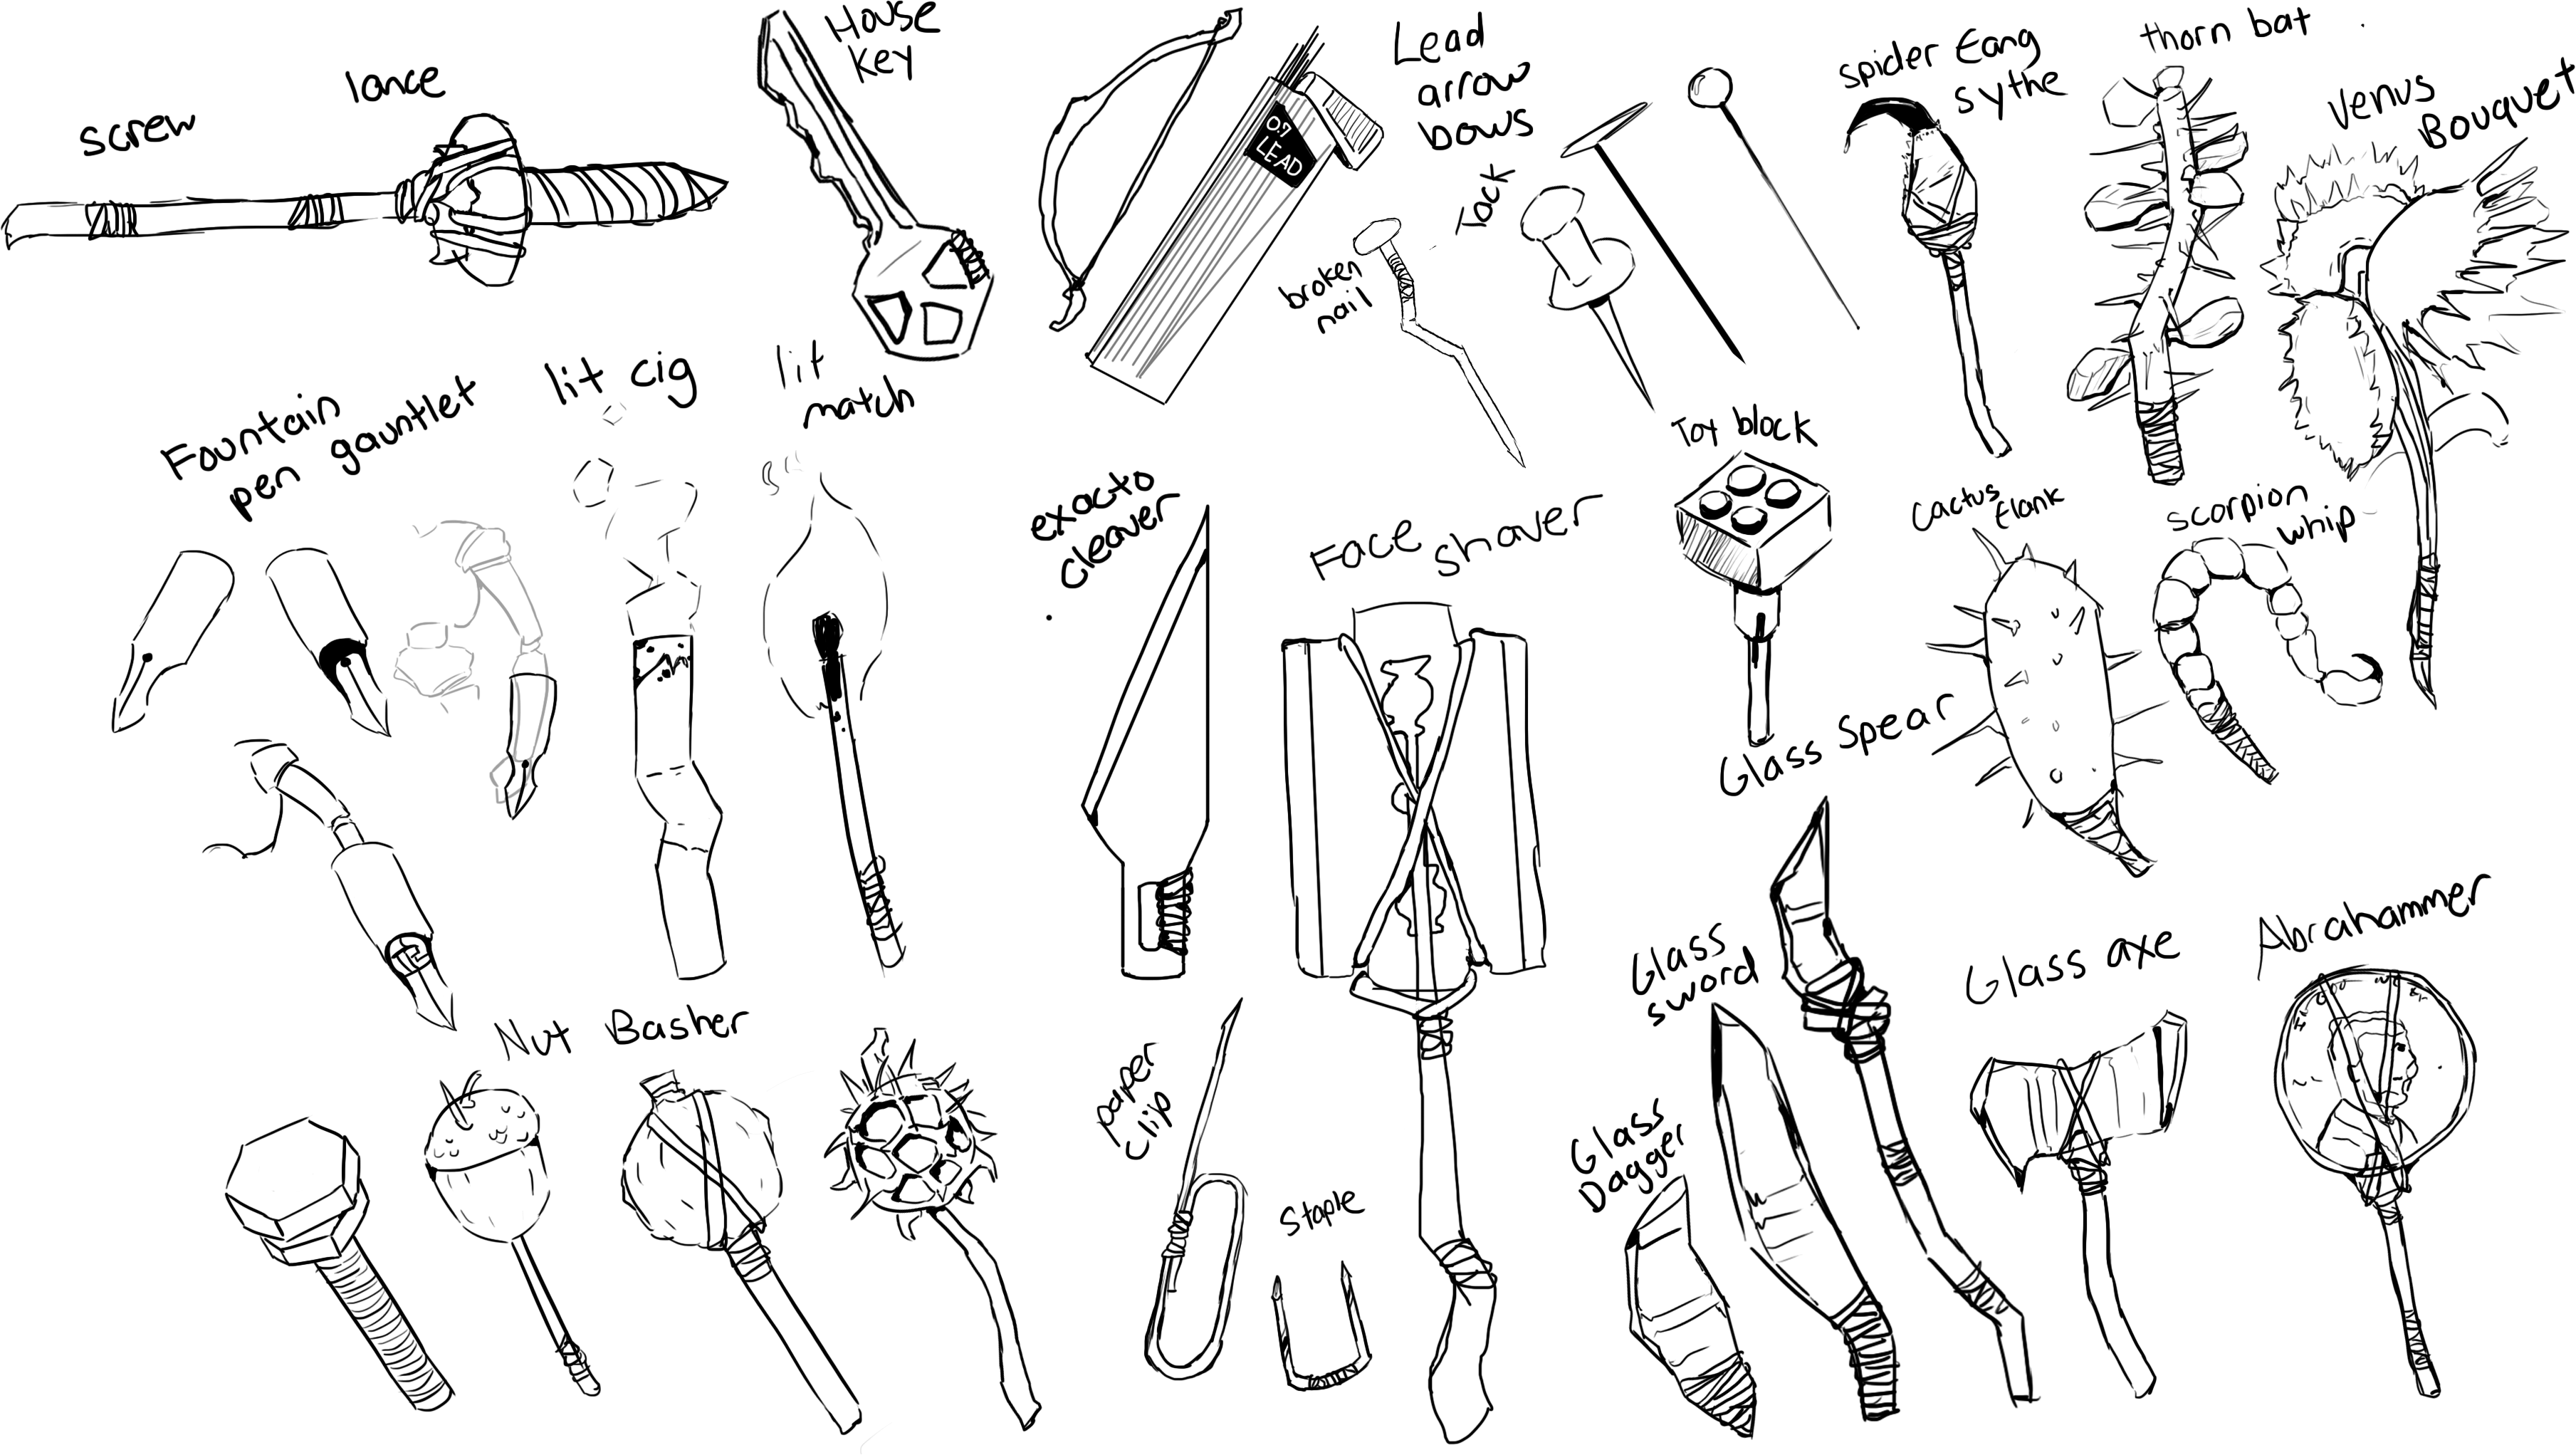 screw
lance
House
Key
Lead
arrow
bows
0.7
LEAD
broken
nail
Tack
spider Eang
sythe
thorn bat
Venus
Bouquet
Fountain
pen gauntlet
lit cig
lit
match
exacto
cleaver
Face shaver
Toy block
Cactus
Elank
scorpion
whip
Glass Spear
Glass
sword
Glass
Dagger
Glass axe
Abrahammer
Nut Basher
paper
clip
staple